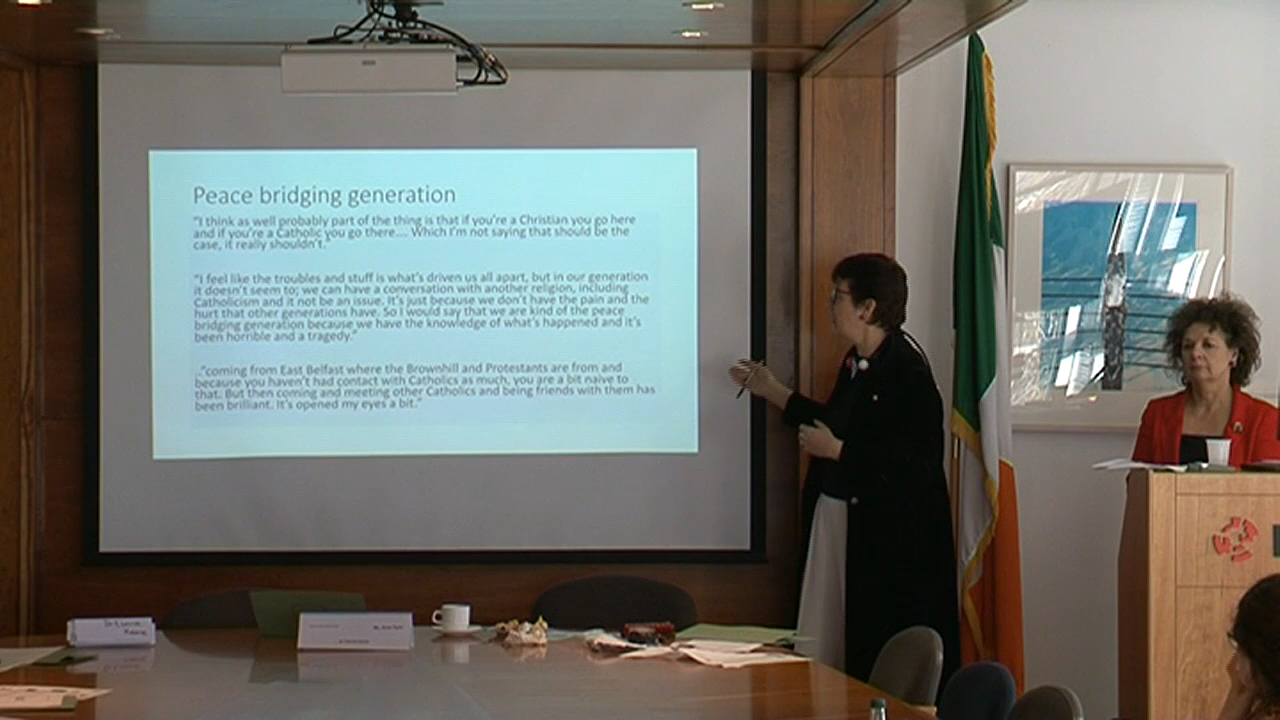 Peace bridging generation
"I think as well probably part of the thing is that if you're a Christian you go here
and if you're a Catholic you go there.... Which I'm not saying that should be the
case, it really shouldn't."
"I feel like the troubles and stuff is what's driven us all apart, but in our generation
it doesn't seem to; we can have a conversation with another religion, including
Catholicism and it not be an issue. It's just because we don't have the pain and the
hurt that other generations have. So I would say that we are kind of the peace
bridging generation because we have the knowledge of what's happened and it's
been horrible and a tragedy."
.."coming from East Belfast where the Brownhill and Protestants are from and
because you haven't had contact with Catholics as much, you are a bit naive to
that. But then coming and meeting other Catholics and being friends with them has
been brilliant. It's opened my eyes a bit."